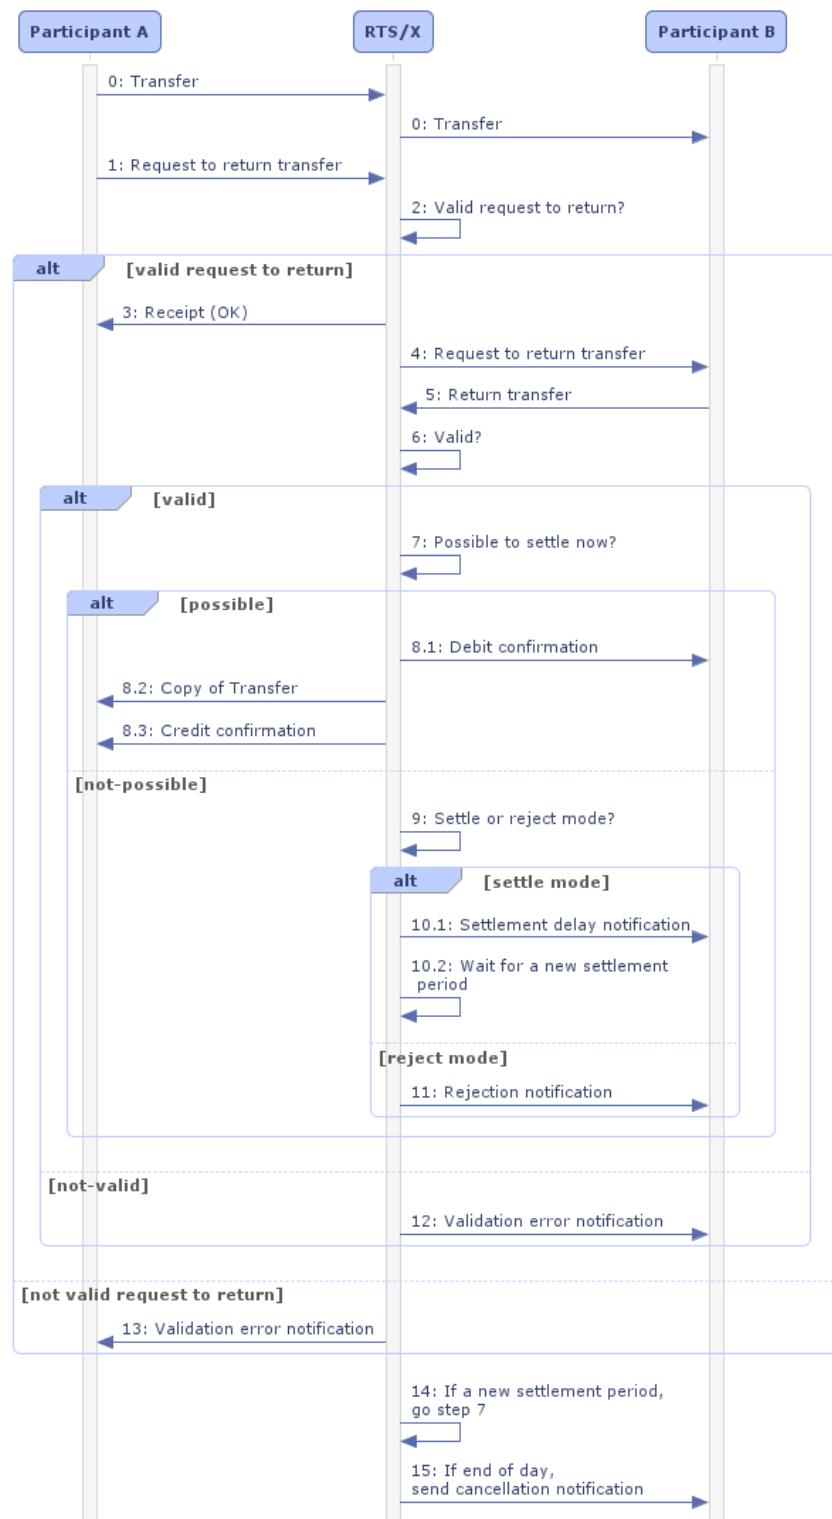 Participant A
RTS/X
Participant B
0: Transfer
0: Transfer
1: Request to return transfer
2: Valid request to return?
alt
[valid request to return]
3: Receipt (OK)
4: Request to return transfer
5: Return transfer
6: Valid?
alt
[valid]
7: Possible to settle now?
alt
[possible]
8.1: Debit confirmation
8.2: Copy of Transfer
8.3: Credit confirmation
[not-possible]
9: Settle or reject mode?
alt
[settle mode]
10.1: Settlement delay notification
10.2: Wait for a new settlement
period
[reject mode]
11: Rejection notification
[not-valid]
12: Validation error notification
[not valid request to return]
13: Validation error notification
14: If a new settlement period,
go step 7
15: If end of day,
send cancellation notification